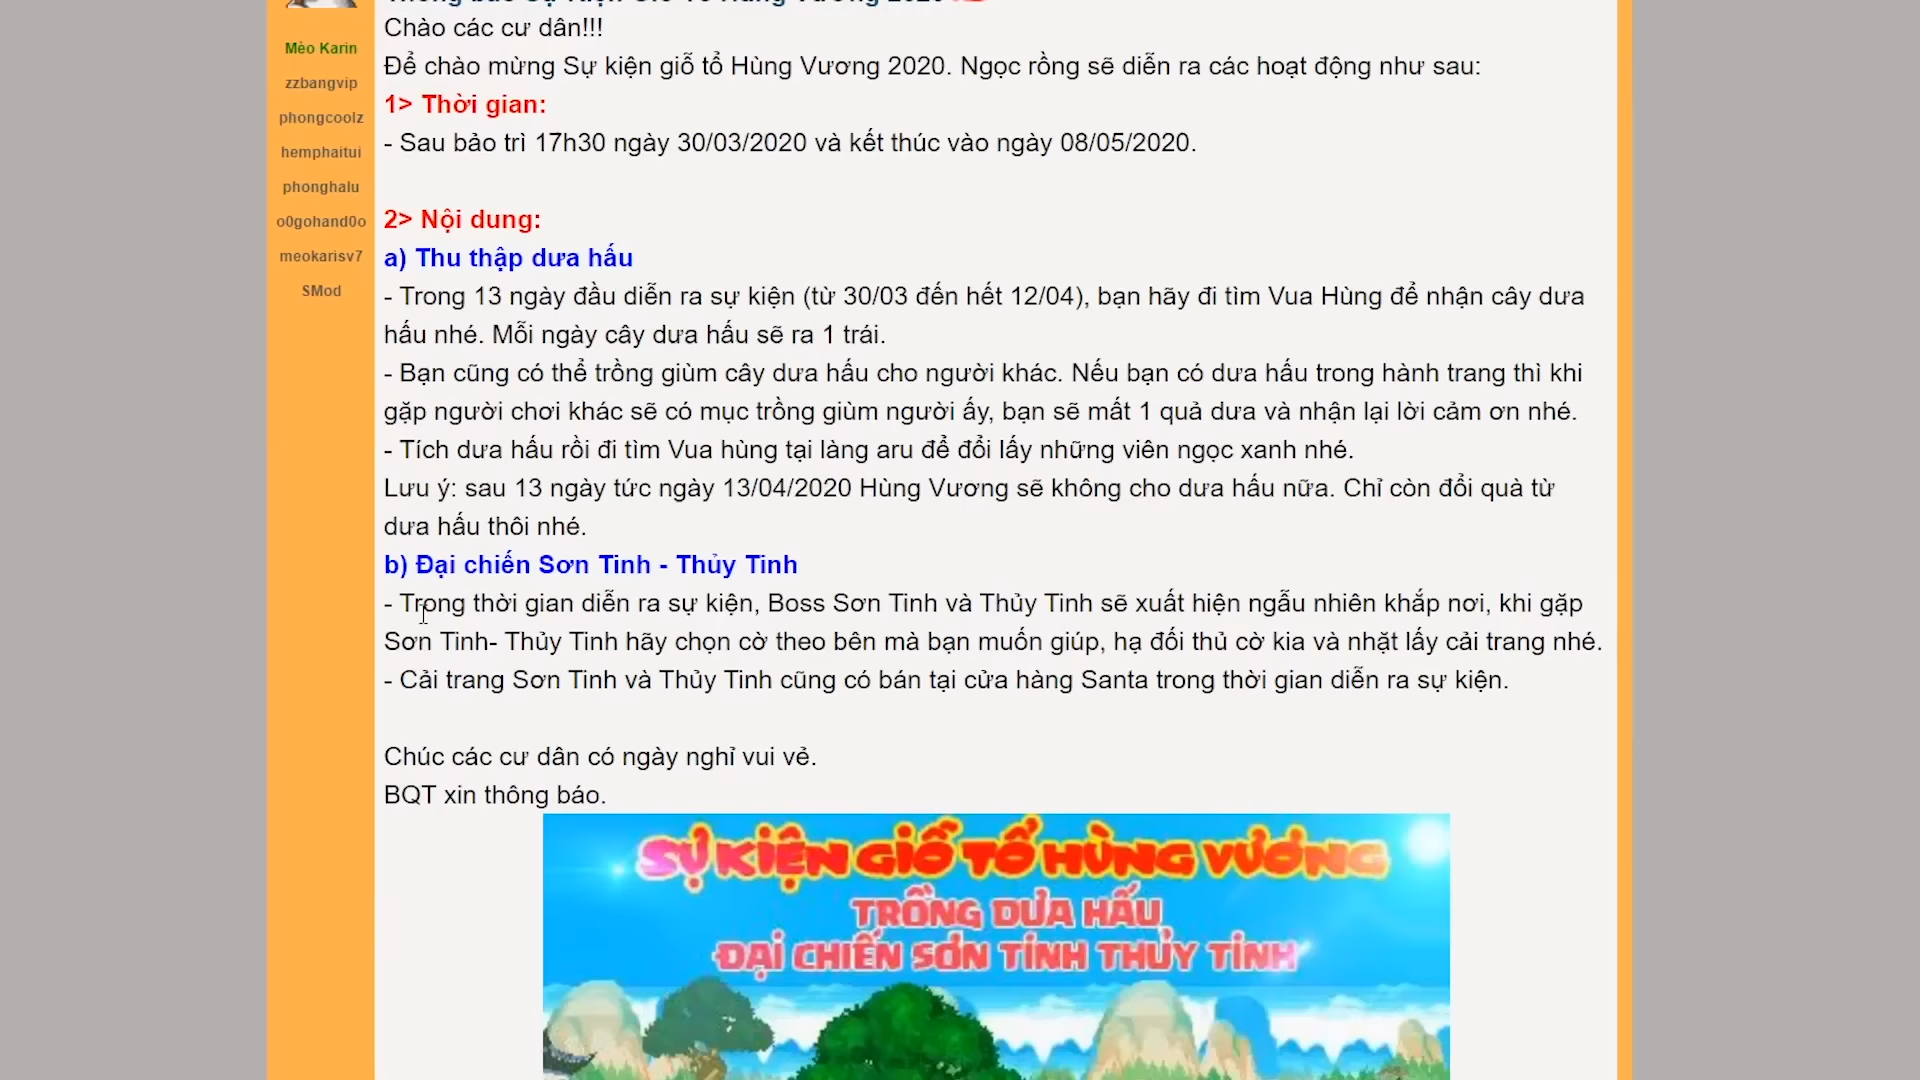 Thông báo Sự Kiện Giỗ Tổ Hùng Vương 2020
Chào các cư dân!!!
Mèo Karin
Để chào mừng Sự kiện giỗ tổ Hùng Vương 2020. Ngọc rồng sẽ diễn ra các hoạt động như sau:
zzbangvip
1> Thời gian:
phongcoolz
- Sau bảo trì 17h30 ngày 30/03/2020 và kết thúc vào ngày 08/05/2020.
hemphaitui
phonghalu
o0gohand0o
2> Nội dung:
meokarisv7
a) Thu thập dưa hấu
SMod
- Trong 13 ngày đầu diễn ra sự kiện (từ 30/03 đến hết 12/04), bạn hãy đi tìm Vua Hùng để nhận cây dưa
hấu nhé. Mỗi ngày cây dưa hấu sẽ ra 1 trái.
- Bạn cũng có thể trồng giùm cây dưa hấu cho người khác. Nếu bạn có dưa hấu trong hành trang thì khi
gặp người chơi khác sẽ có mục trồng giùm người ấy, bạn sẽ mất 1 quả dưa và nhận lại lời cảm ơn nhé.
- Tích dưa hấu rồi đi tìm Vua hùng tại làng aru để đổi lấy những viên ngọc xanh nhé.
Lưu ý: sau 13 ngày tức ngày 13/04/2020 Hùng Vương sẽ không cho dưa hấu nữa. Chỉ còn đổi quà từ
dưa hấu thôi nhé.
b) Đại chiến Sơn Tinh - Thủy Tinh
- Trong thời gian diễn ra sự kiện, Boss Sơn Tinh và Thủy Tinh sẽ xuất hiện ngẫu nhiên khắp nơi, khi gặp
Sơn Tinh- Thủy Tinh hãy chọn cờ theo bên mà bạn muốn giúp, hạ đối thủ cờ kia và nhặt lấy cải trang nhé.
- Cải trang Sơn Tinh và Thủy Tinh cũng có bán tại cửa hàng Santa trong thời gian diễn ra sự kiện.
Chúc các cư dân có ngày nghỉ vui vẻ.
BQT xin thông báo.
SỰ KIỆN GIỖ TỔ HÙNG VƯƠNG
TRỒNG DƯA HẤU
ĐẠI CHIẾN SƠN TINH THỦY TINH